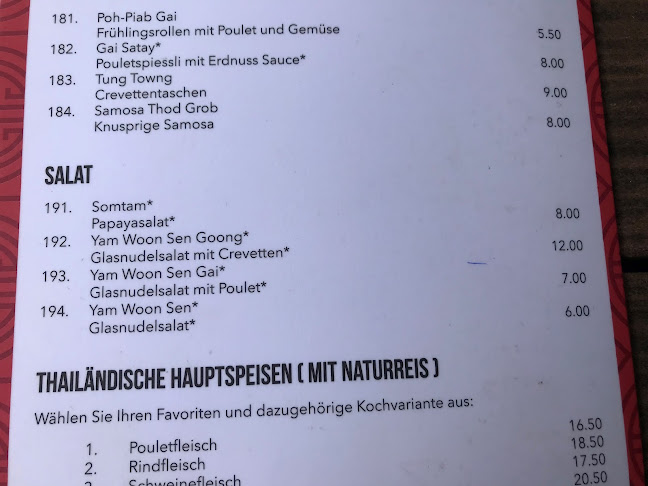 181. Poh-Piab Gai
Frühlingsrollen mit Poulet und Gemüse 5.50
182. Gai Satay*
Pouletspiessli mit Erdnuss Sauce* 8.00
183. Tung Towng
Crevettentaschen 9.00
184. Samosa Thod Grob
Knusprige Samosa 8.00
SALAT
191. Somtam*
Papayasalat* 8.00
192. Yam Woon Sen Goong*
Glasnudelsalat mit Crevetten* 12.00
193. Yam Woon Sen Gai*
Glasnudelsalat mit Poulet* 7.00
194. Yam Woon Sen*
Glasnudelsalat* 6.00
THAILÄNDISCHE HAUPTSPEISEN ( MIT NATURREIS )
Wählen Sie Ihren Favoriten und dazugehörige Kochvariante aus:
1. Pouletfleisch 16.50
2. Rindfleisch 18.50
3. Schweinefleisch 17.50
20.50